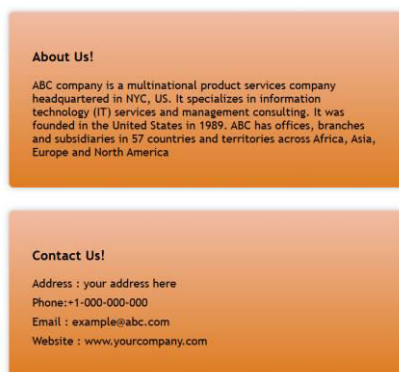 About Us!
ABC company is a multinational product services company
headquartered in NYC, US. It specializes in information
technology (IT) services and management consulting. It was
founded in the United States in 1989. ABC has offices, branches
and subsidiaries in 57 countries and territories across Africa, Asia,
Europe and North America
Contact Us!
Address : your address here
Phone:+1-000-000-000
Email : example@abc.com
Website : www.yourcompany.com